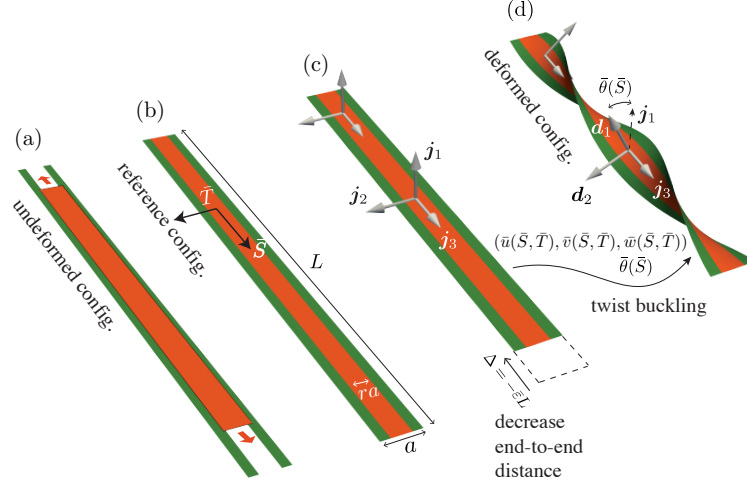 (a)
undeformed config.
(b)
reference config.
T̄
S̄
L
ra
a
(c)
j₁
j₂
j₃
Δ = −ε̄L
decrease
end-to-end
distance
(d)
deformed config.
θ̄(S̄)
j₁
d₁
d₂
j₃
(ū(S̄, T̄), v̄(S̄, T̄), w̄(S̄, T̄))
θ̄(S̄)
twist buckling